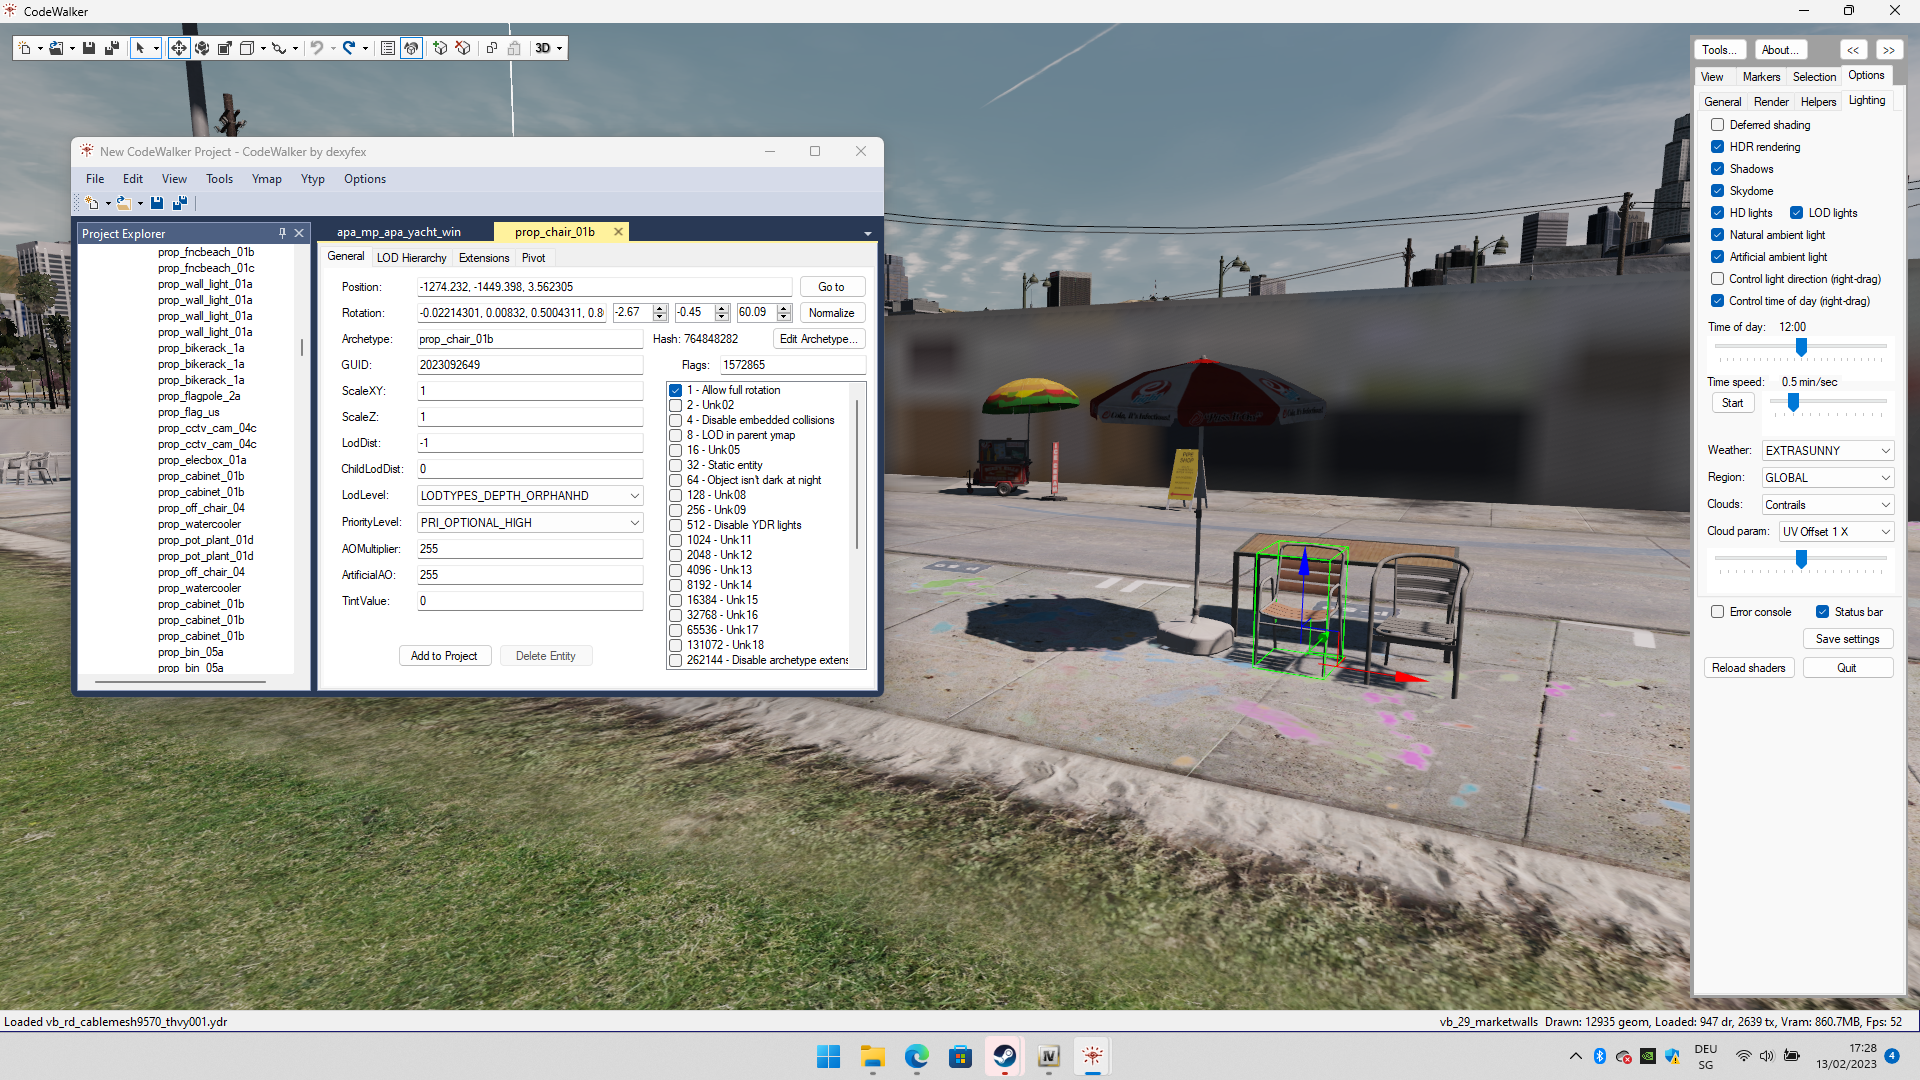 CodeWalker
3D
Tools... About... << >>
View Markers Selection Options
General Render Helpers Lighting
Deferred shading
HDR rendering
Shadows
Skydome
HD lights LOD lights
Natural ambient light
Artificial ambient light
Control light direction (right-drag)
Control time of day (right-drag)
Time of day: 12:00
Time speed: 0.5 min/sec
Start
Weather: EXTRASUNNY
Region: GLOBAL
Clouds: Contrails
Cloud param: UV Offset 1 X
Error console Status bar
Save settings
Reload shaders Quit
New CodeWalker Project - CodeWalker by dexyfex
File Edit View Tools Ymap Ytyp Options
Project Explorer
prop_fncbeach_01b
prop_fncbeach_01c
prop_wall_light_01a
prop_wall_light_01a
prop_wall_light_01a
prop_wall_light_01a
prop_bikerack_1a
prop_bikerack_1a
prop_bikerack_1a
prop_flagpole_2a
prop_flag_us
prop_cctv_cam_04c
prop_cctv_cam_04c
prop_elecbox_01a
prop_cabinet_01b
prop_cabinet_01b
prop_off_chair_04
prop_watercooler
prop_pot_plant_01d
prop_pot_plant_01d
prop_off_chair_04
prop_watercooler
prop_cabinet_01b
prop_cabinet_01b
prop_cabinet_01b
prop_bin_05a
prop_bin_05a
apa_mp_apa_yacht_win prop_chair_01b
General LOD Hierarchy Extensions Pivot
Position: -1274.232, -1449.398, 3.562305 Go to
Rotation: -0.02214301, 0.00832, 0.5004311, 0.8 -2.67 -0.45 60.09 Normalize
Archetype: prop_chair_01b Hash: 764848282 Edit Archetype...
GUID: 2023092649 Flags: 1572865
ScaleXY: 1
ScaleZ: 1
LodDist: -1
ChildLodDist: 0
LodLevel: LODTYPES_DEPTH_ORPHANHD
PriorityLevel: PRI_OPTIONAL_HIGH
AOMultiplier: 255
ArtificialAO: 255
TintValue: 0
Add to Project Delete Entity
1 - Allow full rotation
2 - Unk02
4 - Disable embedded collisions
8 - LOD in parent ymap
16 - Unk05
32 - Static entity
64 - Object isn't dark at night
128 - Unk08
256 - Unk09
512 - Disable YDR lights
1024 - Unk11
2048 - Unk12
4096 - Unk13
8192 - Unk14
16384 - Unk15
32768 - Unk16
65536 - Unk17
131072 - Unk18
262144 - Disable archetype extens
Loaded vb_rd_cablemesh9570_thvy001.ydr
vb_29_marketwalls Drawn: 12935 geom, Loaded: 947 dr, 2639 tx, Vram: 860.7MB, Fps: 52
IV
DEU
SG
17:28
13/02/2023
4